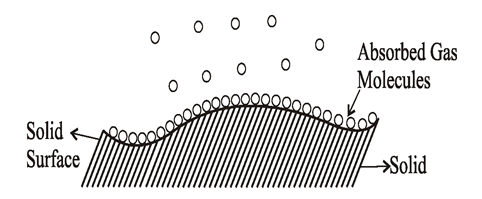 Absorbed Gas
Molecules
Solid
Surface
Solid